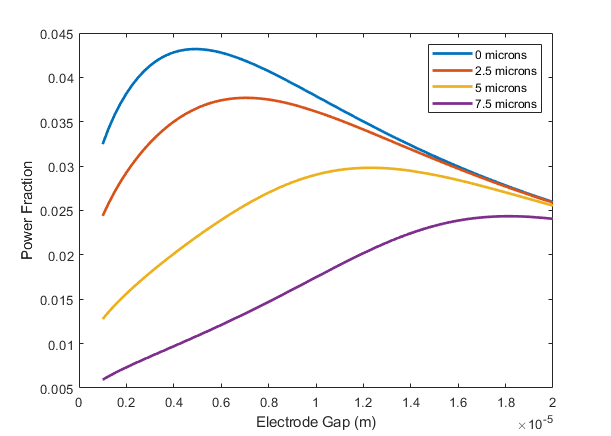 0.045
0.04
0.035
0.03
0.025
0.02
0.015
0.01
0.005
Power Fraction
0 microns
2.5 microns
5 microns
7.5 microns
0 0.2 0.4 0.6 0.8 1 1.2 1.4 1.6 1.8 2
Electrode Gap (m)
×10⁻⁵